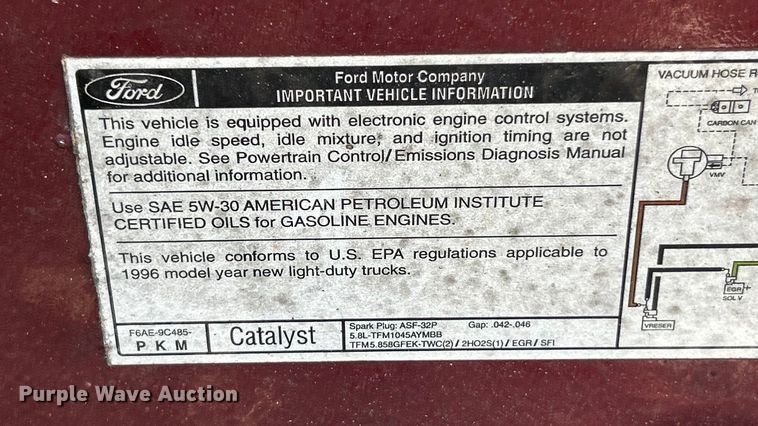 Ford
Ford Motor Company
IMPORTANT VEHICLE INFORMATION
This vehicle is equipped with electronic engine control systems.
Engine idle speed, idle mixture, and ignition timing are not
adjustable. See Powertrain Control/Emissions Diagnosis Manual
for additional information.
Use SAE 5W-30 AMERICAN PETROLEUM INSTITUTE
CERTIFIED OILS for GASOLINE ENGINES.
This vehicle conforms to U.S. EPA regulations applicable to
1996 model year new light-duty trucks.
F6AE-9C485-
P K M
Catalyst
Spark Plug: ASF-32P Gap: .042-.046
5.8L-TFM1045AYMBB
TFM5.858GFEK-TWC(2) / 2HO2S(1) / EGR / SFI
VACUUM HOSE R
CARBON CAN
VMV
EGR
SOL V
VRESER
Purple Wave Auction